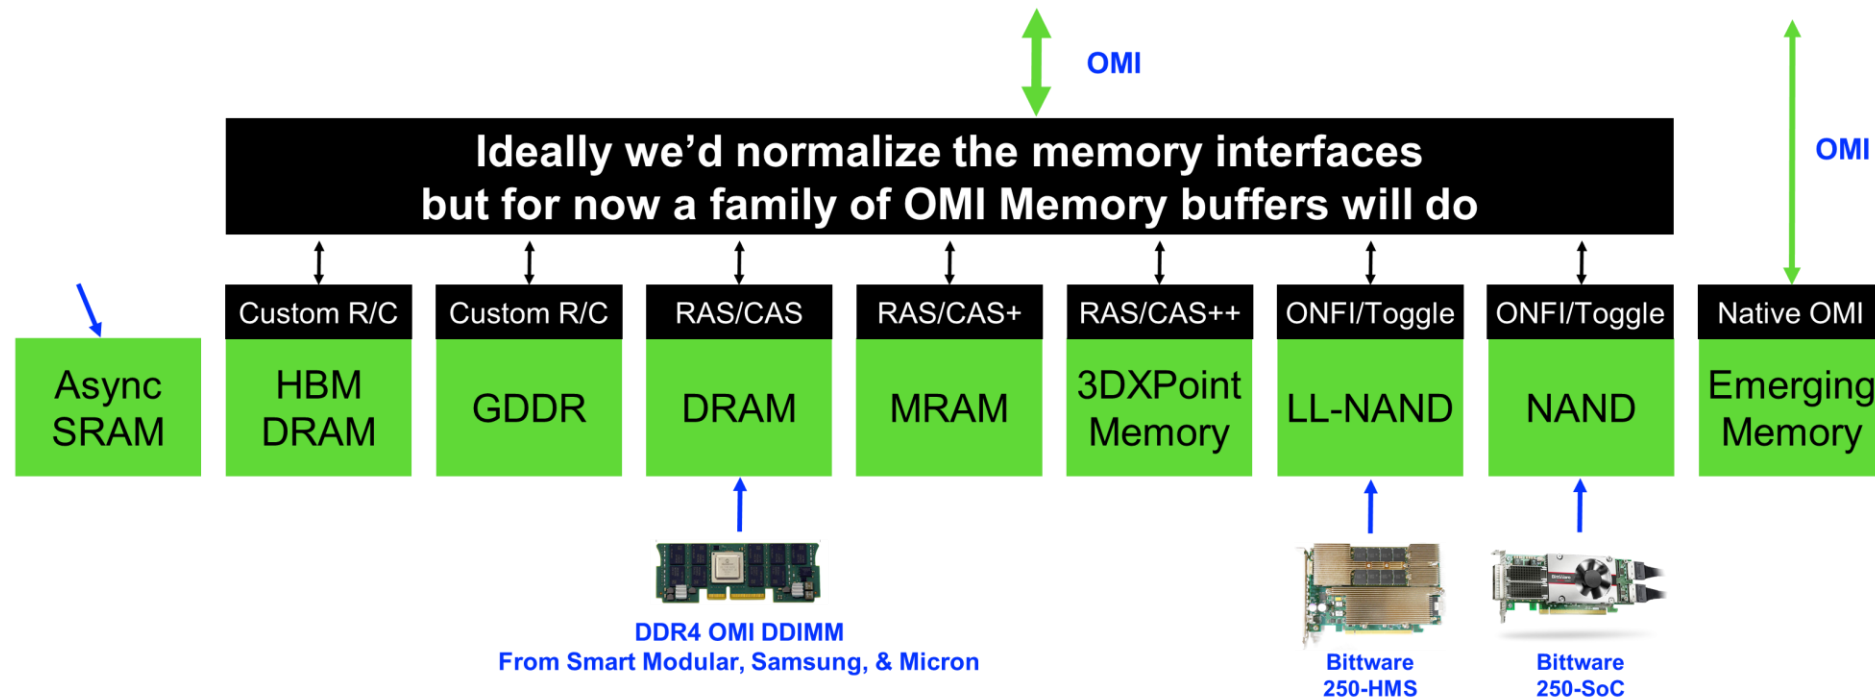 OMI
OMI
Ideally we’d normalize the memory interfaces
but for now a family of OMI Memory buffers will do
Custom R/C
Custom R/C
RAS/CAS
RAS/CAS+
RAS/CAS++
ONFI/Toggle
ONFI/Toggle
Native OMI
Async
SRAM
HBM
DRAM
GDDR
DRAM
MRAM
3DXPoint
Memory
LL-NAND
NAND
Emerging
Memory
DDR4 OMI DDIMM
From Smart Modular, Samsung, & Micron
Bittware
250-HMS
Bittware
250-SoC